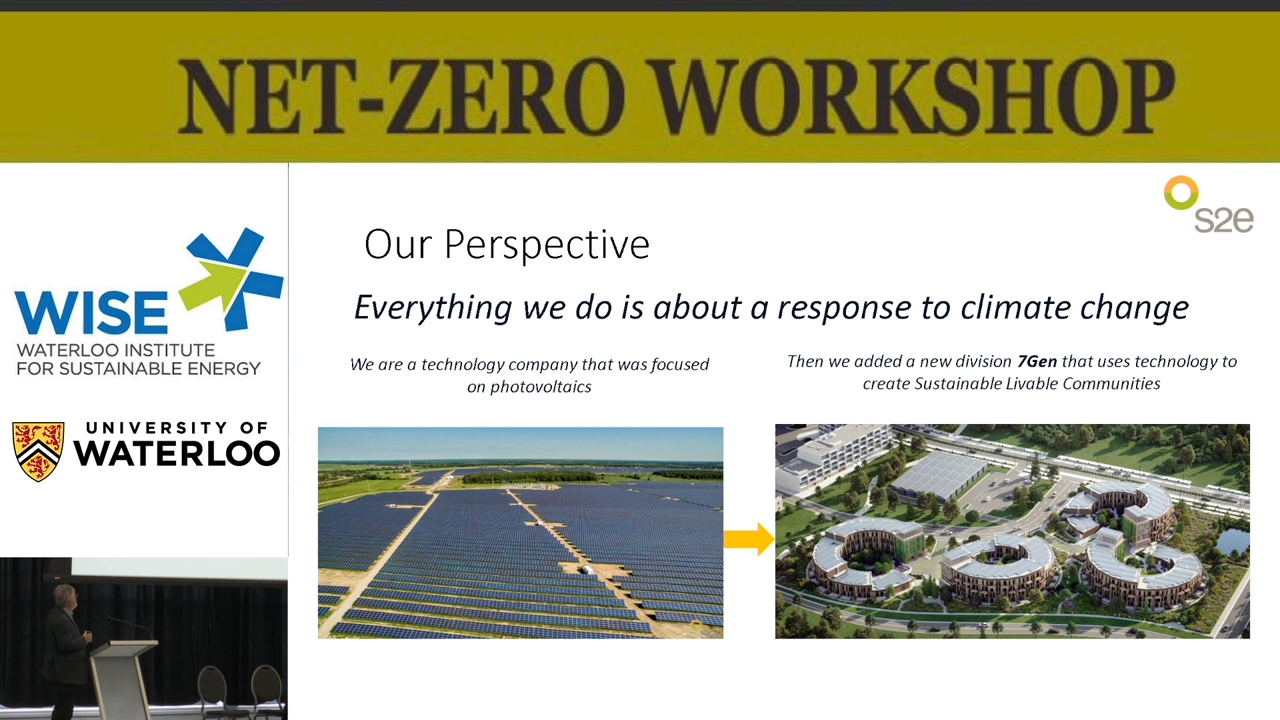 NET-ZERO WORKSHOP
WISE
WATERLOO INSTITUTE
FOR SUSTAINABLE ENERGY
UNIVERSITY OF
WATERLOO
s2e
Our Perspective
Everything we do is about a response to climate change
We are a technology company that was focused
on photovoltaics
Then we added a new division 7Gen that uses technology to
create Sustainable Livable Communities